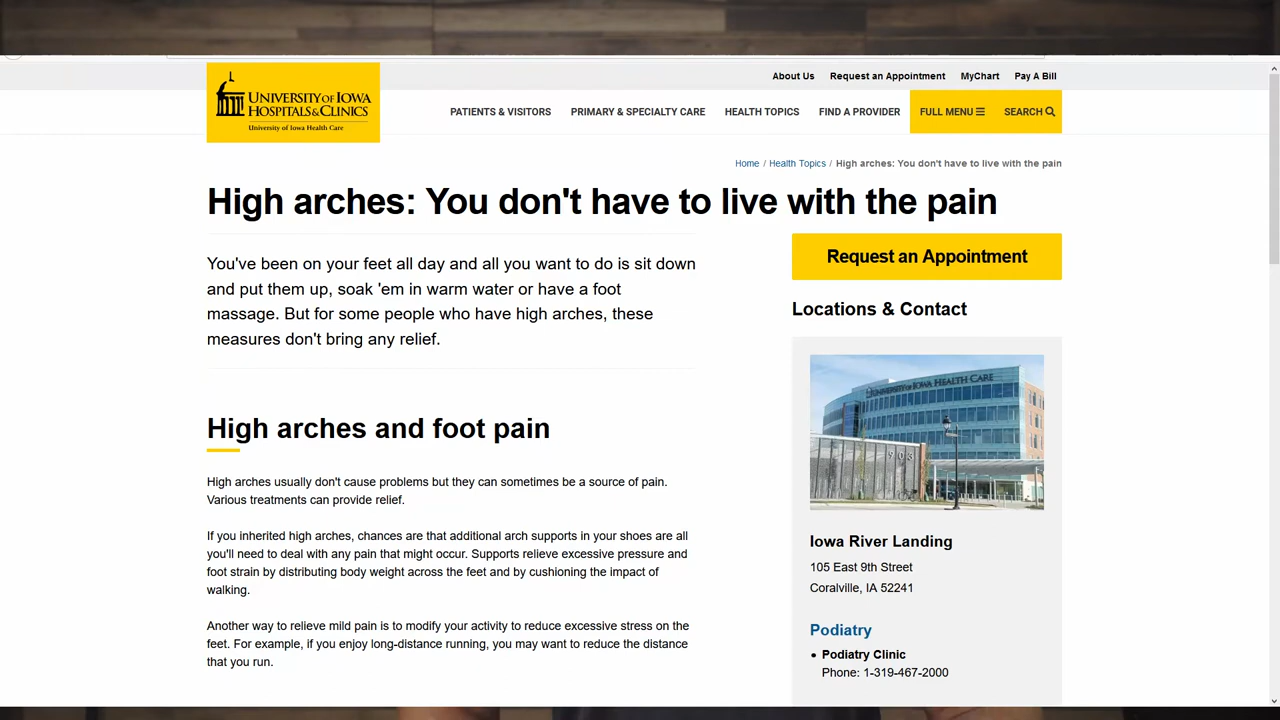 About Us Request an Appointment MyChart Pay A Bill
UNIVERSITY OF IOWA
HOSPITALS & CLINICS
University of Iowa Health Care
PATIENTS & VISITORS PRIMARY & SPECIALTY CARE HEALTH TOPICS FIND A PROVIDER FULL MENU SEARCH
Home / Health Topics / High arches: You don't have to live with the pain
High arches: You don't have to live with the pain
You've been on your feet all day and all you want to do is sit down
and put them up, soak 'em in warm water or have a foot
massage. But for some people who have high arches, these
measures don't bring any relief.
High arches and foot pain
High arches usually don't cause problems but they can sometimes be a source of pain.
Various treatments can provide relief.
If you inherited high arches, chances are that additional arch supports in your shoes are all
you'll need to deal with any pain that might occur. Supports relieve excessive pressure and
foot strain by distributing body weight across the feet and by cushioning the impact of
walking.
Another way to relieve mild pain is to modify your activity to reduce excessive stress on the
feet. For example, if you enjoy long-distance running, you may want to reduce the distance
that you run.
Request an Appointment
Locations & Contact
UNIVERSITY OF IOWA HEALTH CARE
903
Iowa River Landing
105 East 9th Street
Coralville, IA 52241
Podiatry
• Podiatry Clinic
Phone: 1-319-467-2000